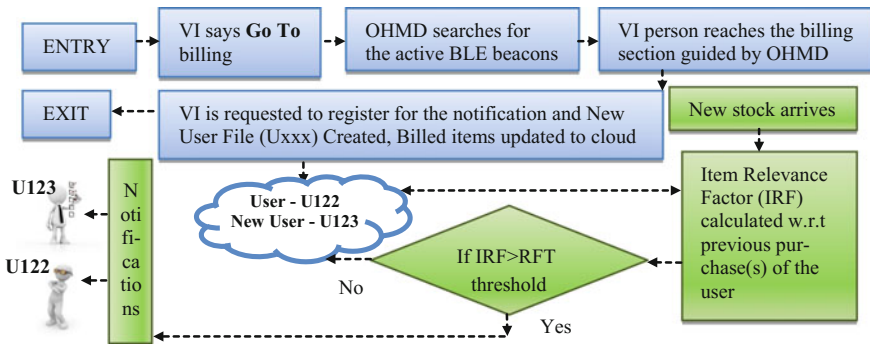 ENTRY
VI says Go To
billing
OHMD searches for
the active BLE beacons
VI person reaches the billing
section guided by OHMD
EXIT
VI is requested to register for the notification and New
User File (Uxxx) Created, Billed items updated to cloud
New stock arrives
U123
U122
N
oti
fi-
ca
tio
ns
User - U122
New User - U123
Item Relevance
Factor (IRF)
calculated w.r.t
previous pur-
chase(s) of the
user
If IRF>RFT
threshold
No
Yes